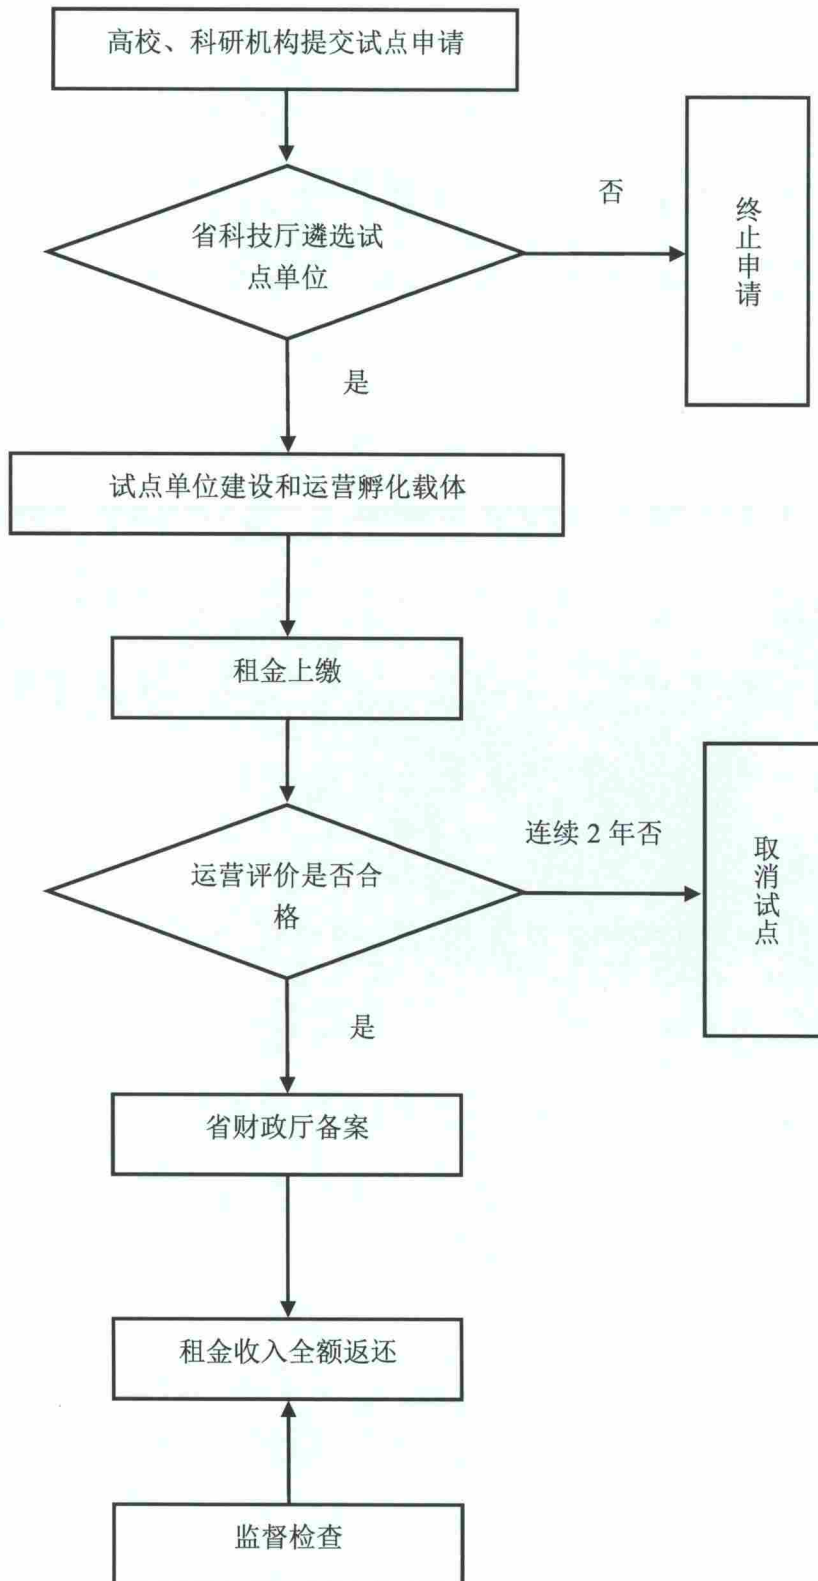 高校、科研机构提交试点申请
否
终止申请
省科技厅遴选试
点单位
是
试点单位建设和运营孵化载体
租金上缴
连续 2 年否
取消试点
运营评价是否合
格
是
省财政厅备案
租金收入全额返还
监督检查